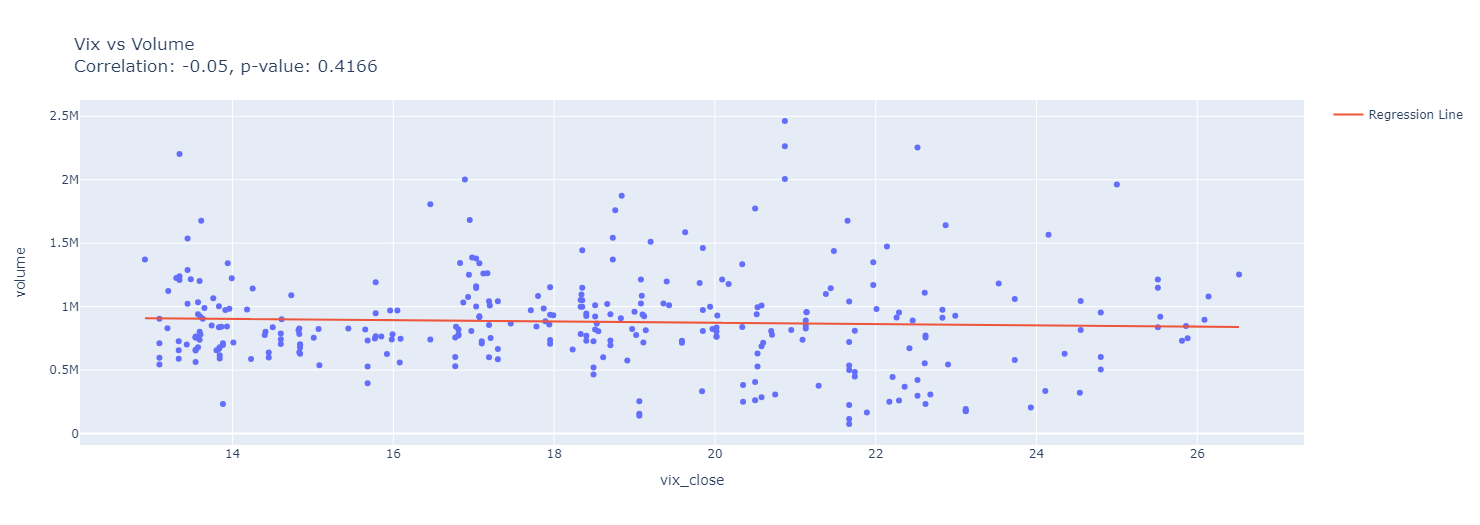 Vix vs Volume
Correlation: -0.05, p-value: 0.4166
2.5M
2M
1.5M
1M
0.5M
0
volume
14
16
18
20
22
24
26
vix_close
Regression Line